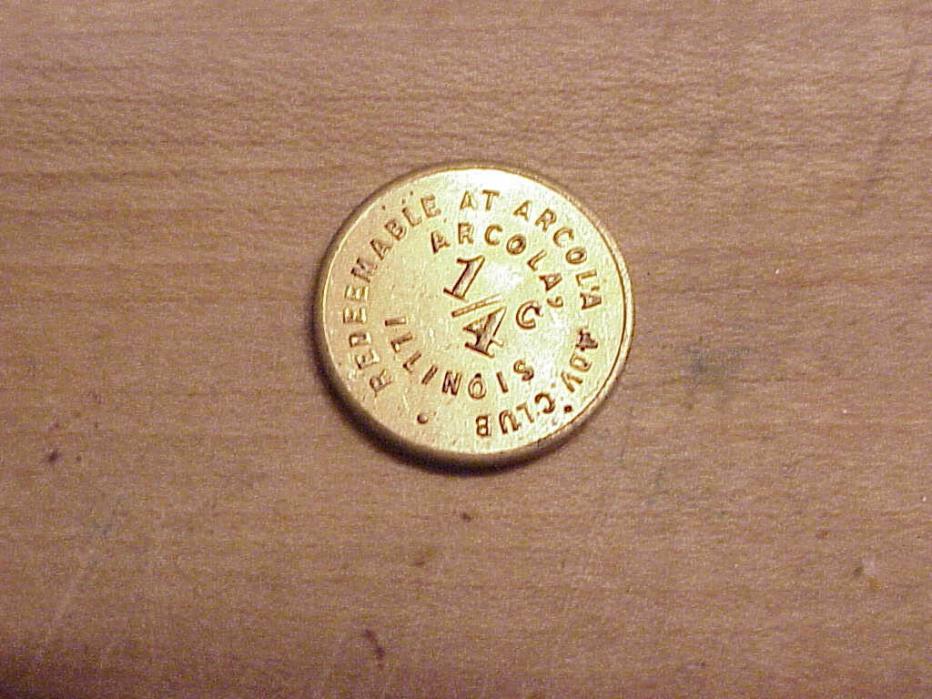 REDEEMABLE AT ARCOLA ADV. CLUB
ARCOLA, ILLINOIS
1/4 C